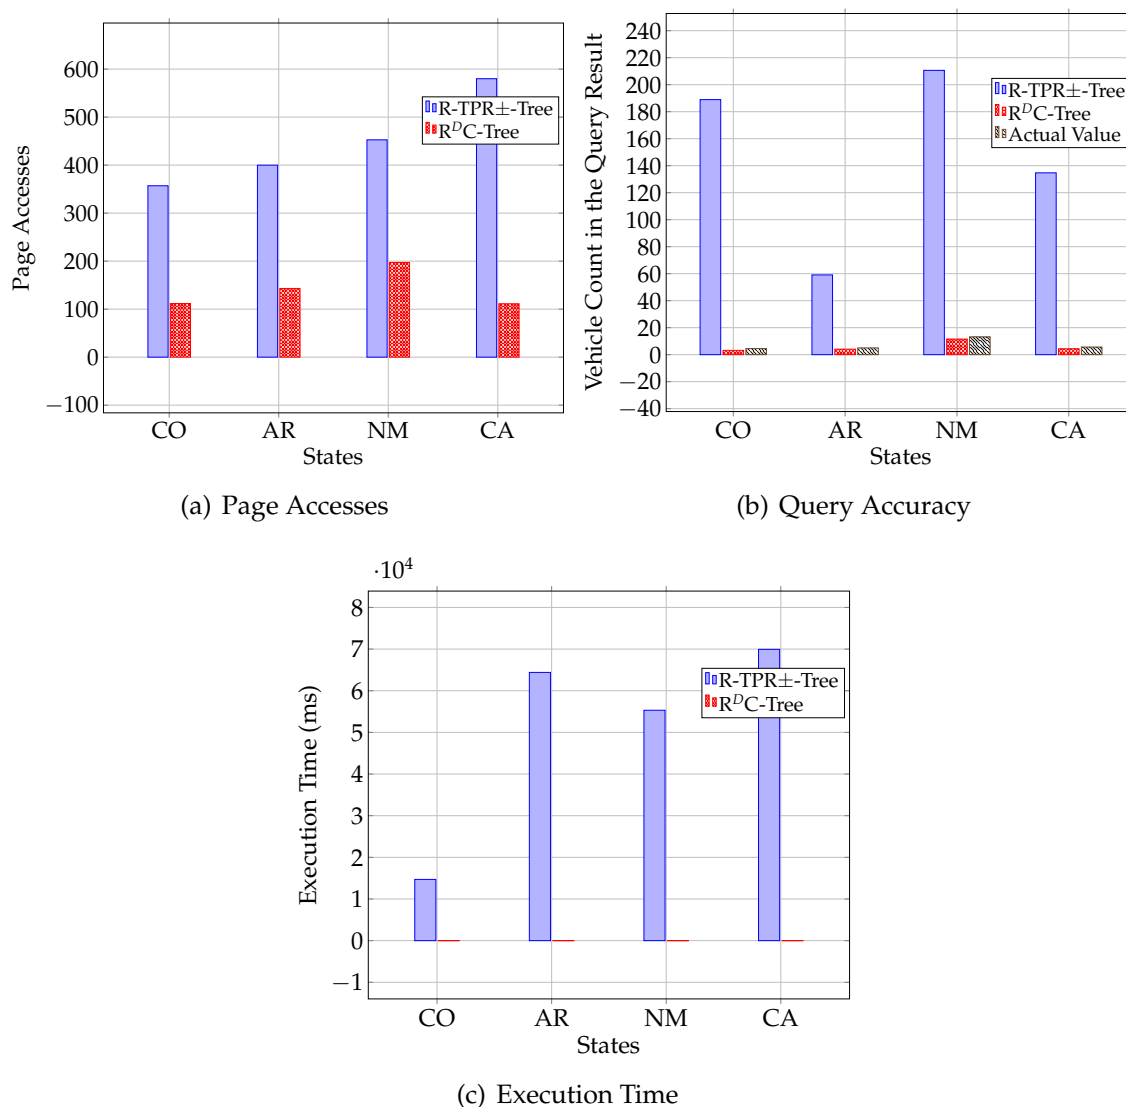 600
500
400
300
200
100
0
−100
Page Accesses
R-TPR±-Tree
R^DC-Tree
CO AR NM CA
States
(a) Page Accesses
240
220
200
180
160
140
120
100
80
60
40
20
0
−20
−40
Vehicle Count in the Query Result
R-TPR±-Tree
R^DC-Tree
Actual Value
CO AR NM CA
States
(b) Query Accuracy
·10^4
8
7
6
5
4
3
2
1
0
−1
Execution Time (ms)
R-TPR±-Tree
R^DC-Tree
CO AR NM CA
States
(c) Execution Time